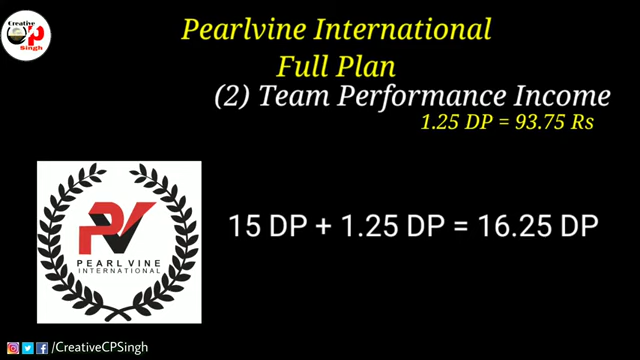 Creative
CP
Singh
Pearlvine International
Full Plan
(2) Team Performance Income
1.25 DP = 93.75 Rs
PV
PEARL VINE
INTERNATIONAL
15 DP + 1.25 DP = 16.25 DP
/CreativeCPSingh